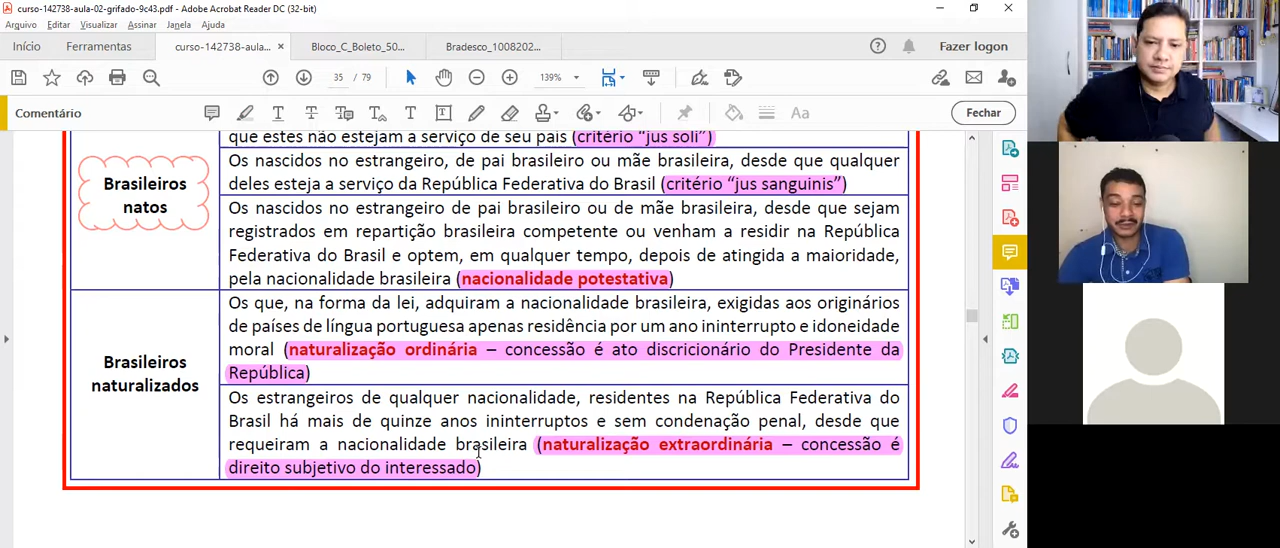 curso-142738-aula-02-grifado-9c43.pdf - Adobe Acrobat Reader DC (32-bit)
Arquivo Editar Visualizar Assinar Janela Ajuda
Início Ferramentas curso-142738-aula... × Bloco_C_Boleto_50... Bradesco_1008202... Fazer logon
35 / 79 139%
Comentário Aa Fechar
que estes não estejam a serviço de seu país (critério “jus soli”)
Brasileiros
natos
Os nascidos no estrangeiro, de pai brasileiro ou mãe brasileira, desde que qualquer
deles esteja a serviço da República Federativa do Brasil (critério “jus sanguinis”)
Os nascidos no estrangeiro de pai brasileiro ou de mãe brasileira, desde que sejam
registrados em repartição brasileira competente ou venham a residir na República
Federativa do Brasil e optem, em qualquer tempo, depois de atingida a maioridade,
pela nacionalidade brasileira (nacionalidade potestativa)
Brasileiros
naturalizados
Os que, na forma da lei, adquiram a nacionalidade brasileira, exigidas aos originários
de países de língua portuguesa apenas residência por um ano ininterrupto e idoneidade
moral (naturalização ordinária – concessão é ato discricionário do Presidente da
República)
Os estrangeiros de qualquer nacionalidade, residentes na República Federativa do
Brasil há mais de quinze anos ininterruptos e sem condenação penal, desde que
requeiram a nacionalidade brasileira (naturalização extraordinária – concessão é
direito subjetivo do interessado)